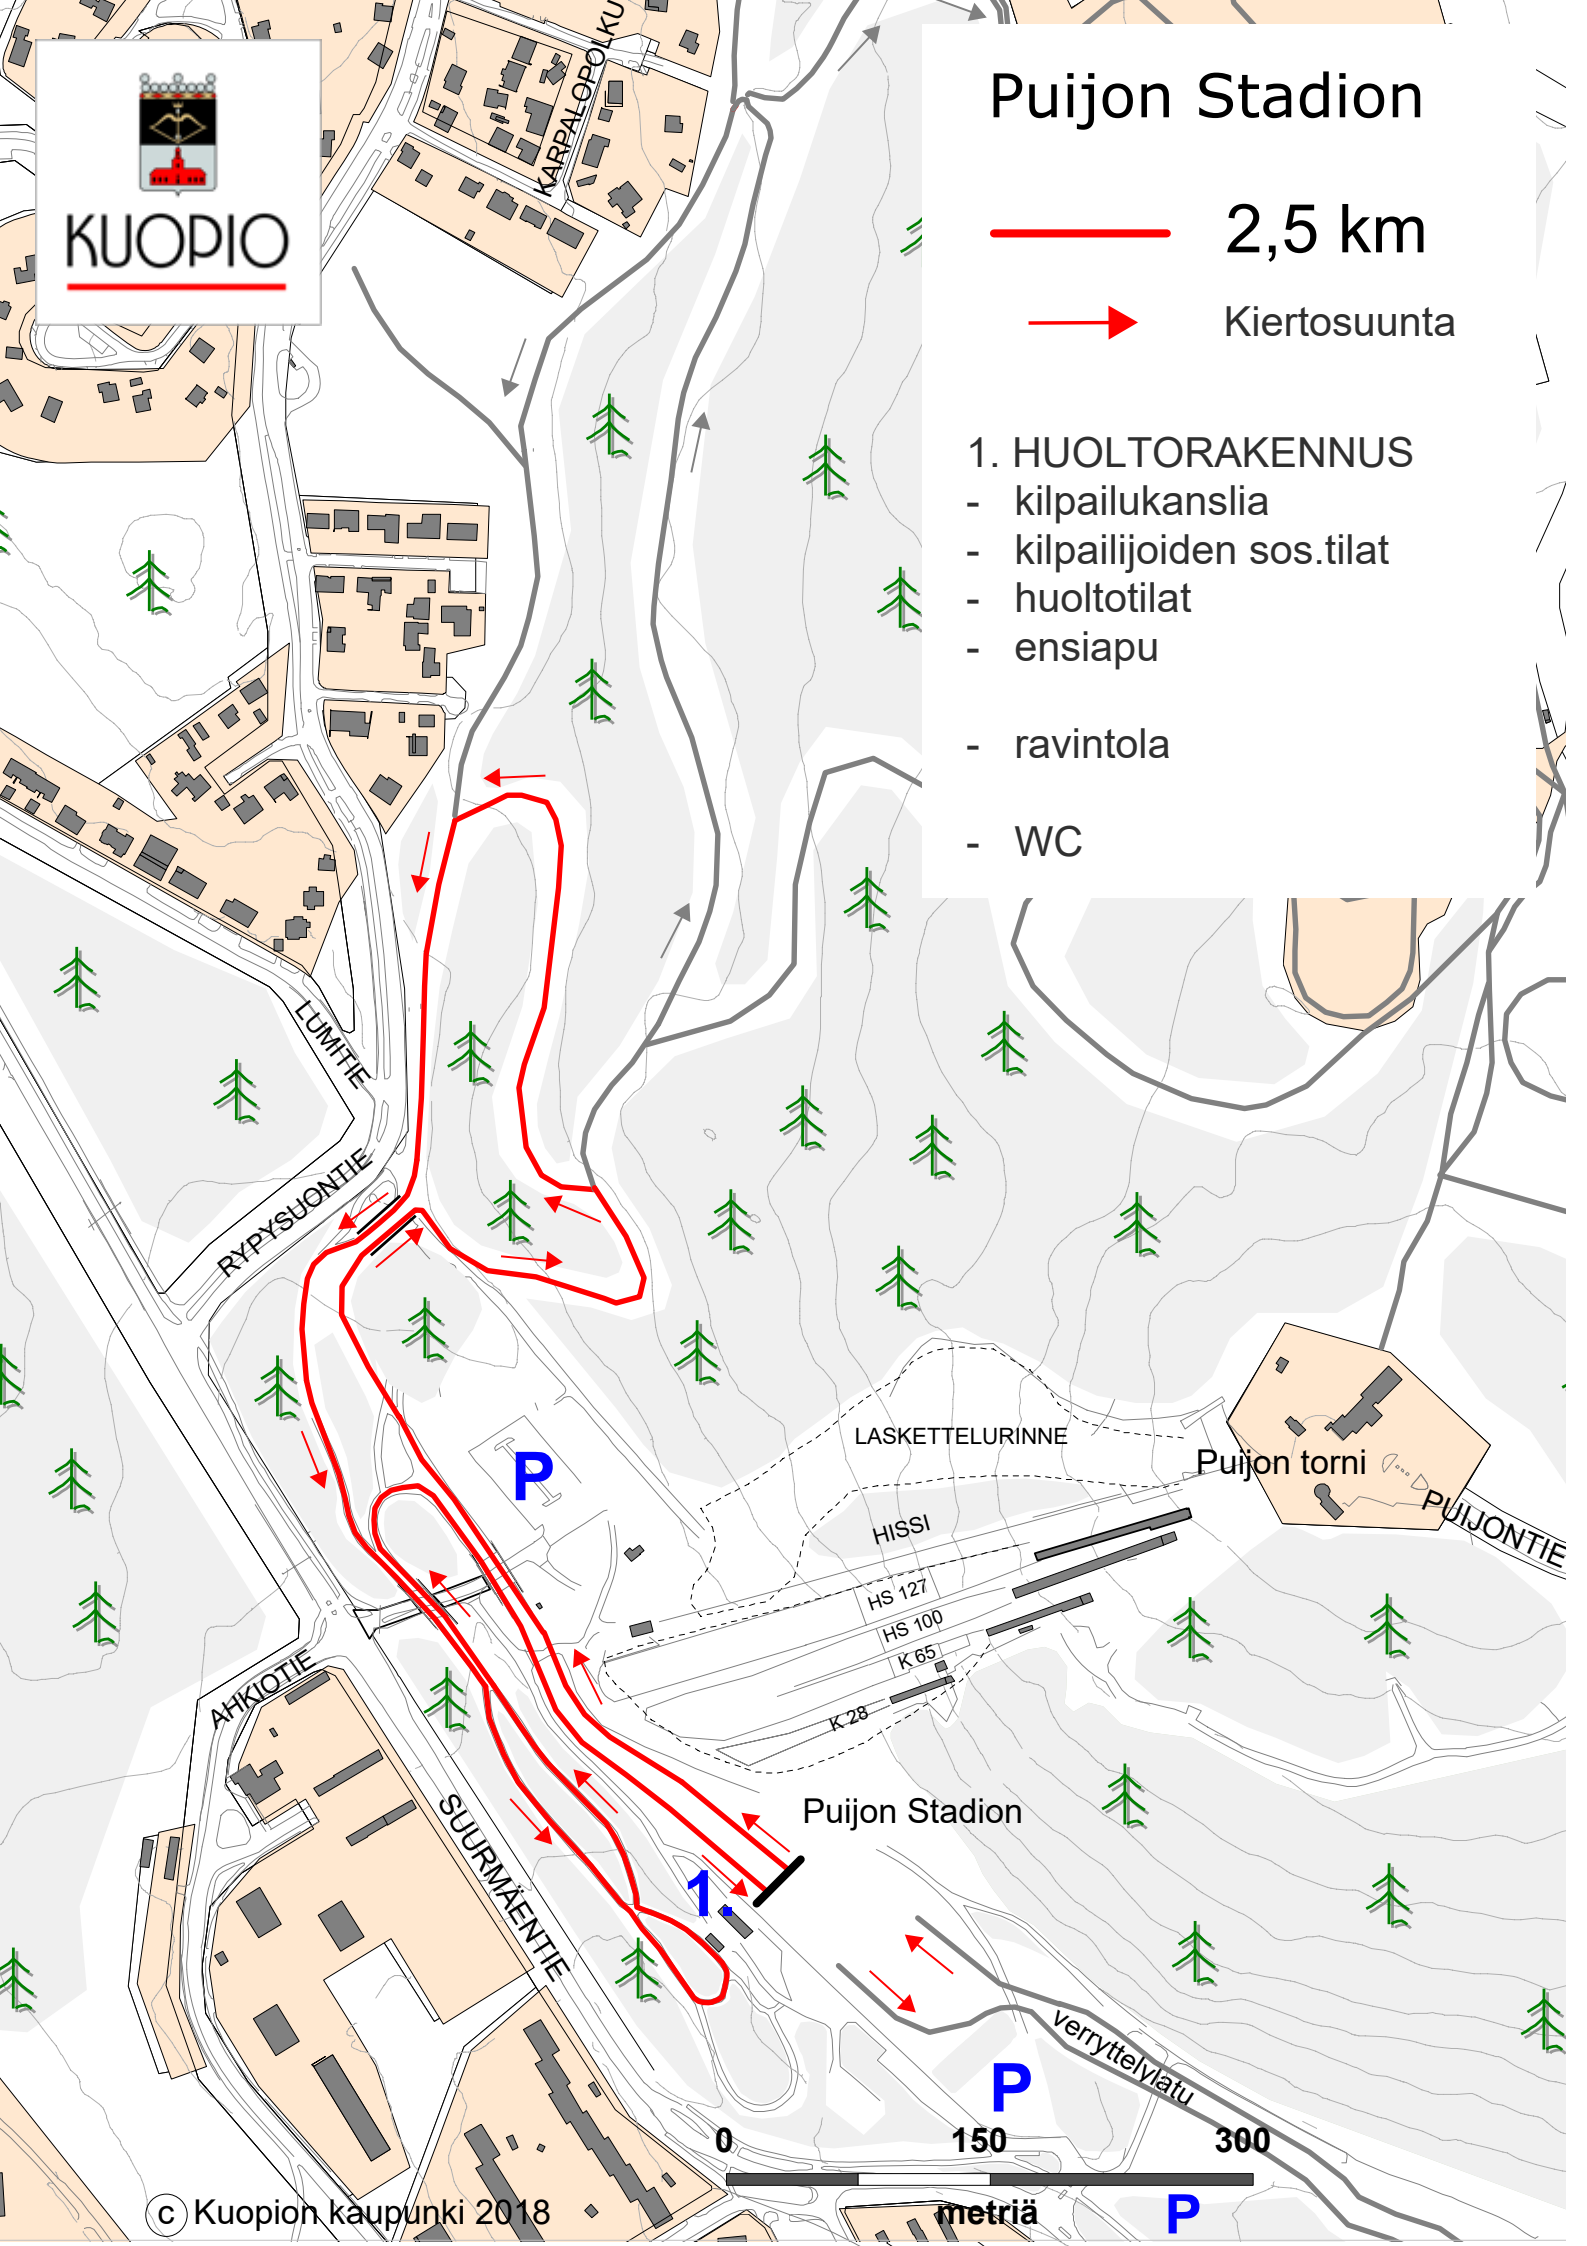 KUOPIO
KARPALOPOLKU
Puijon Stadion
2,5 km
Kiertosuunta
1. HUOLTORAKENNUS
- kilpailukanslia
- kilpailijoiden sos.tilat
- huoltotilat
- ensiapu
- ravintola
- WC
LUMITIE
RYPYSUONTIE
P
LASKETTELURINNE
Puijon torni
PUIJONTIE
HISSI
HS 127
HS 100
K 65
K 28
AHKIOTIE
SUURMÄENTIE
Puijon Stadion
1.
verryttelylatu
P
0 150 300
metriä
P
c Kuopion kaupunki 2018